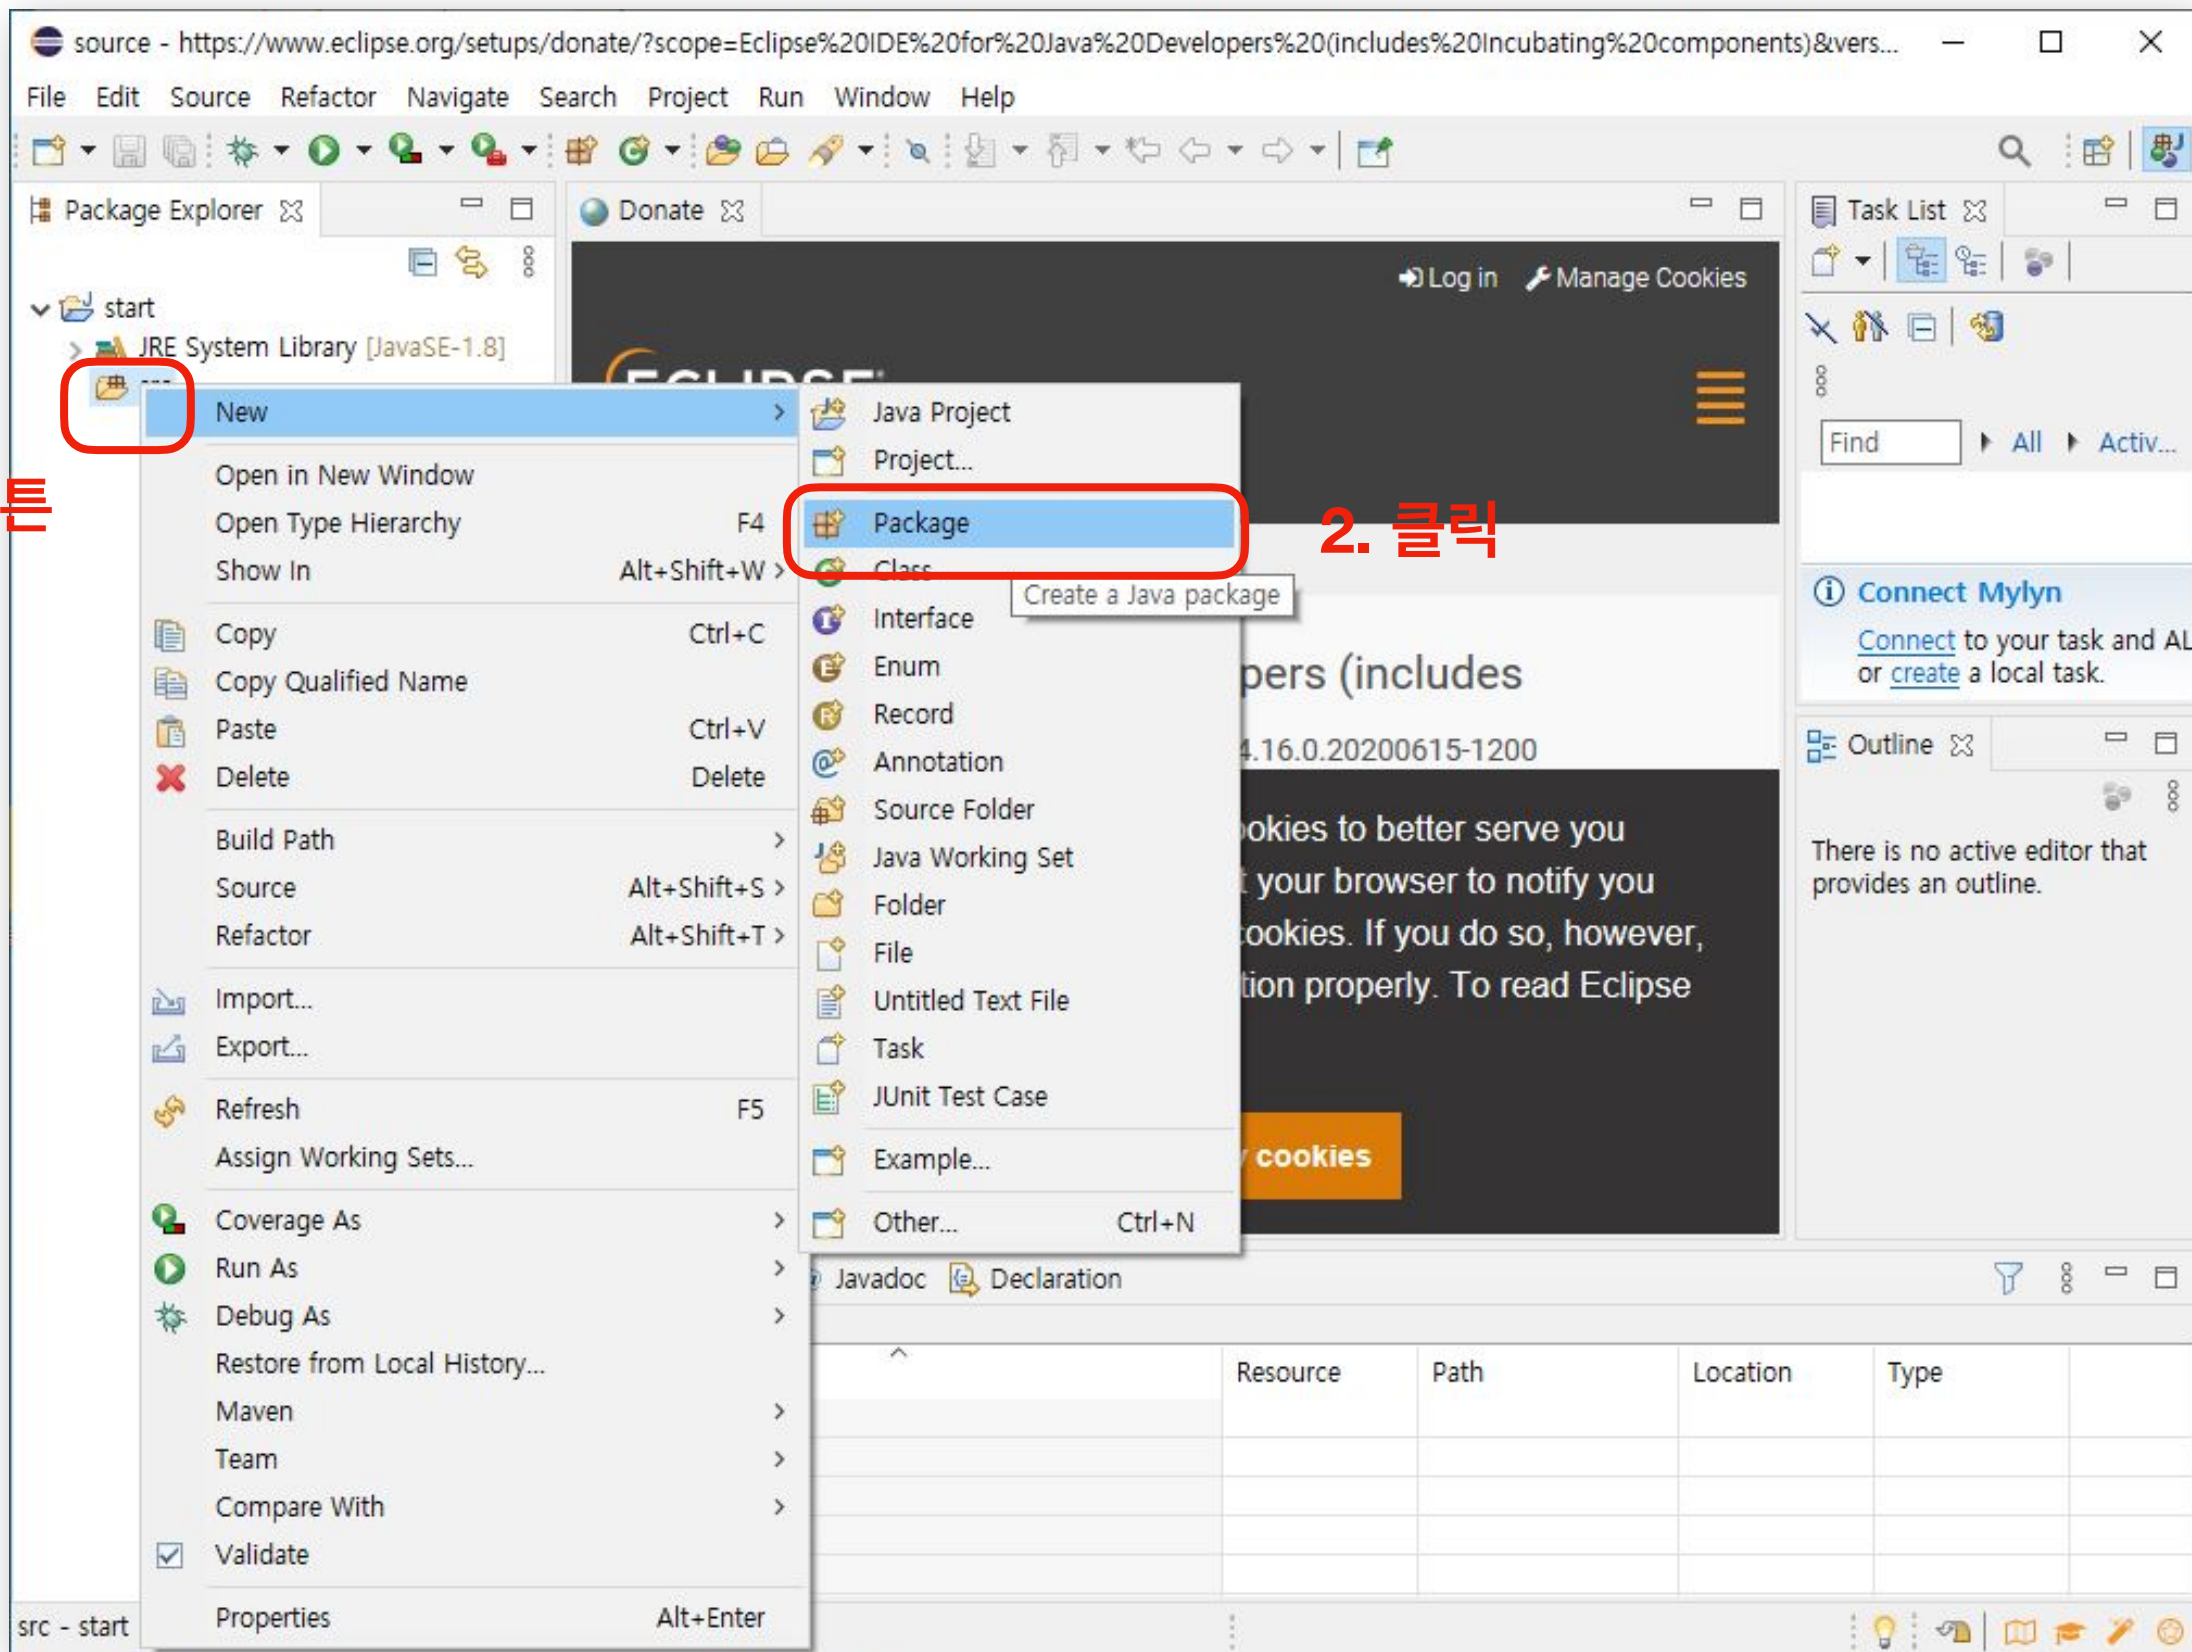 source - https://www.eclipse.org/setups/donate/?scope=Eclipse%20IDE%20for%20Java%20Developers%20(includes%20Incubating%20components)&vers...
File Edit Source Refactor Navigate Search Project Run Window Help
Package Explorer
Donate
Task List
Log in Manage Cookies
start
JRE System Library [JavaSE-1.8]
ECLIPSE
Find All Activ...
New
Open in New Window
Open Type Hierarchy F4
Show In Alt+Shift+W
Copy Ctrl+C
Copy Qualified Name
Paste Ctrl+V
Delete Delete
Build Path
Source Alt+Shift+S
Refactor Alt+Shift+T
Import...
Export...
Refresh F5
Assign Working Sets...
Coverage As
Run As
Debug As
Restore from Local History...
Maven
Team
Compare With
Validate
Properties Alt+Enter
튼
Java Project
Project...
Package
Class
Create a Java package
Interface
Enum
Record
Annotation
Source Folder
Java Working Set
Folder
File
Untitled Text File
Task
JUnit Test Case
Example...
Other... Ctrl+N
2. 클릭
pers (includes
4.16.0.20200615-1200
ookies to better serve you
your browser to notify you
cookies. If you do so, however,
tion properly. To read Eclipse
cookies
Connect Mylyn
Connect to your task and AL
or create a local task.
Outline
There is no active editor that
provides an outline.
Javadoc Declaration
Resource Path Location Type
src - start